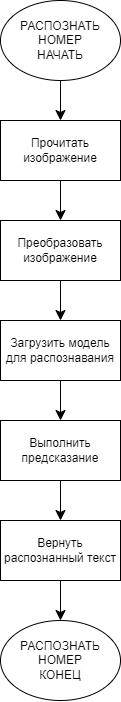 РАСПОЗНАТЬ
НОМЕР
НАЧАТЬ
Прочитать
изображение
Преобразовать
изображение
Загрузить модель
для распознавания
Выполнить
предсказание
Вернуть
распознанный текст
РАСПОЗНАТЬ
НОМЕР
КОНЕЦ